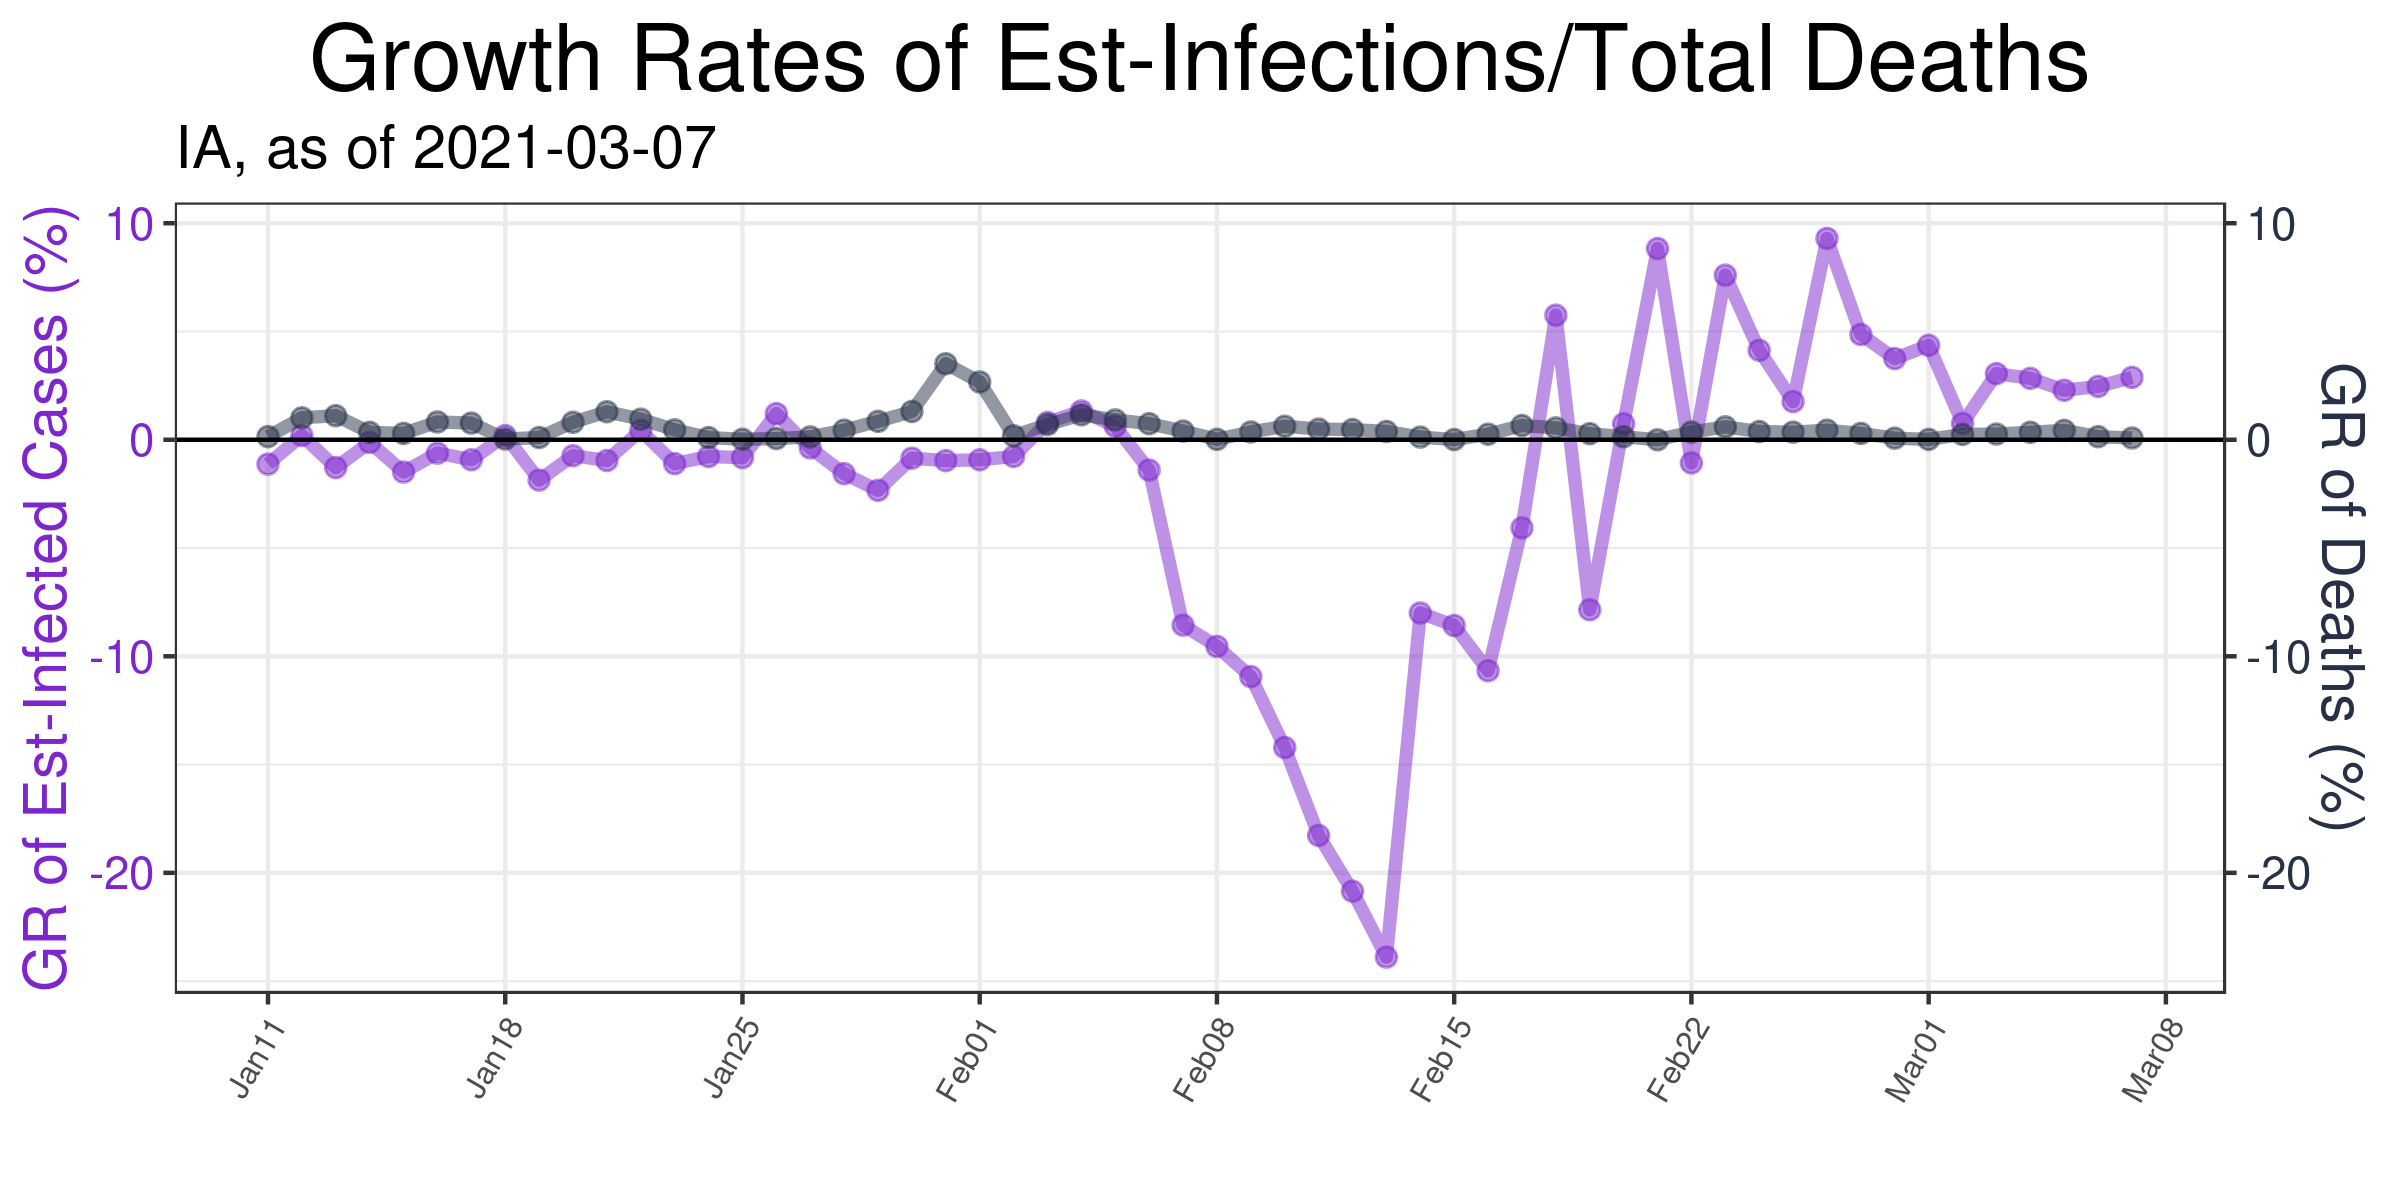 Growth Rates of Est-Infections/Total Deaths
IA, as of 2021-03-07
GR of Est-Infected Cases (%)
10
0
-10
-20
10
0
-10
-20
GR of Deaths (%)
Jan11
Jan18
Jan25
Feb01
Feb08
Feb15
Feb22
Mar01
Mar08